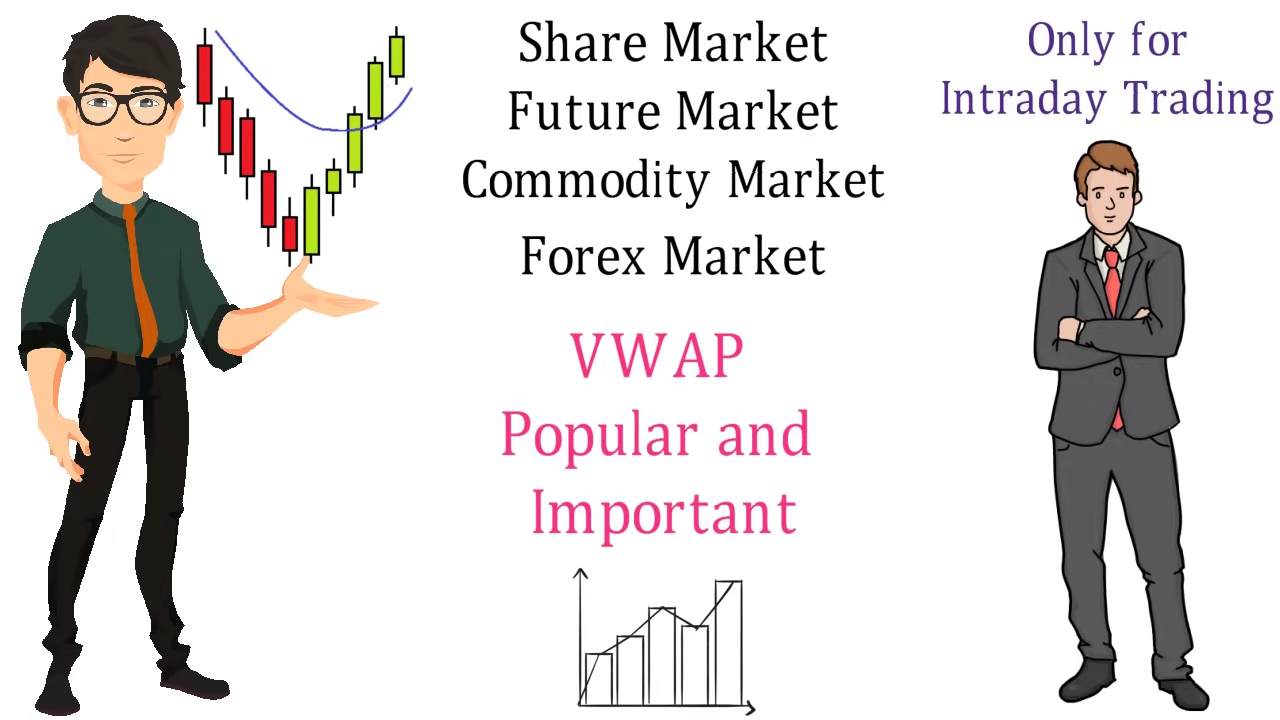 Share Market
Future Market
Commodity Market
Forex Market
VWAP
Popular and
Important
Only for
Intraday Trading